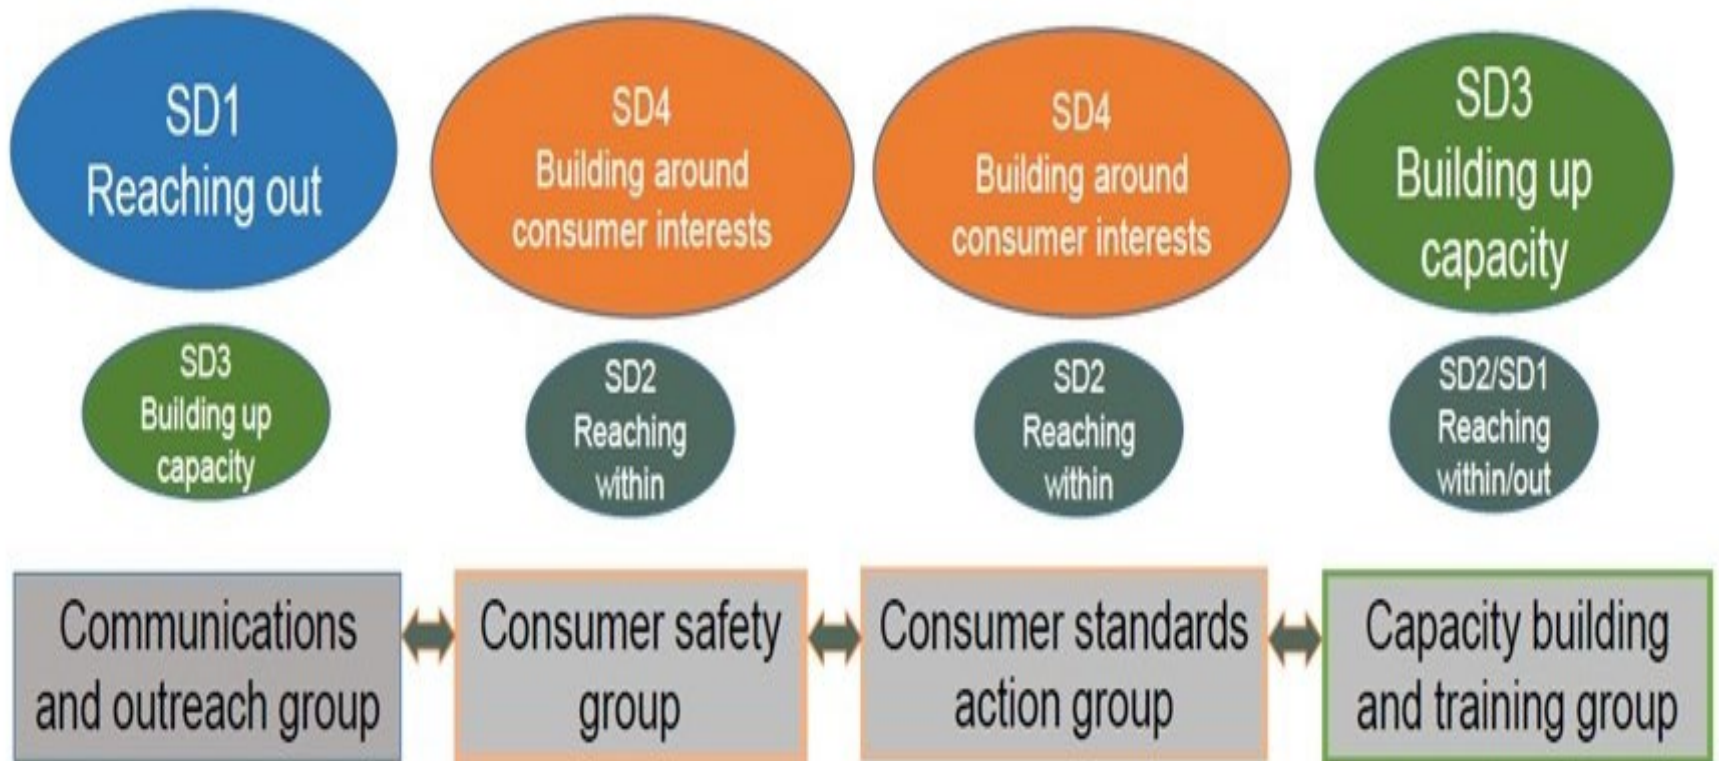 SD1
Reaching out
SD4
Building around
consumer interests
SD4
Building around
consumer interests
SD3
Building up
capacity
SD3
Building up
capacity
SD2
Reaching
within
SD2
Reaching
within
SD2/SD1
Reaching
within/out
Communications
and outreach group
Consumer safety
group
Consumer standards
action group
Capacity building
and training group